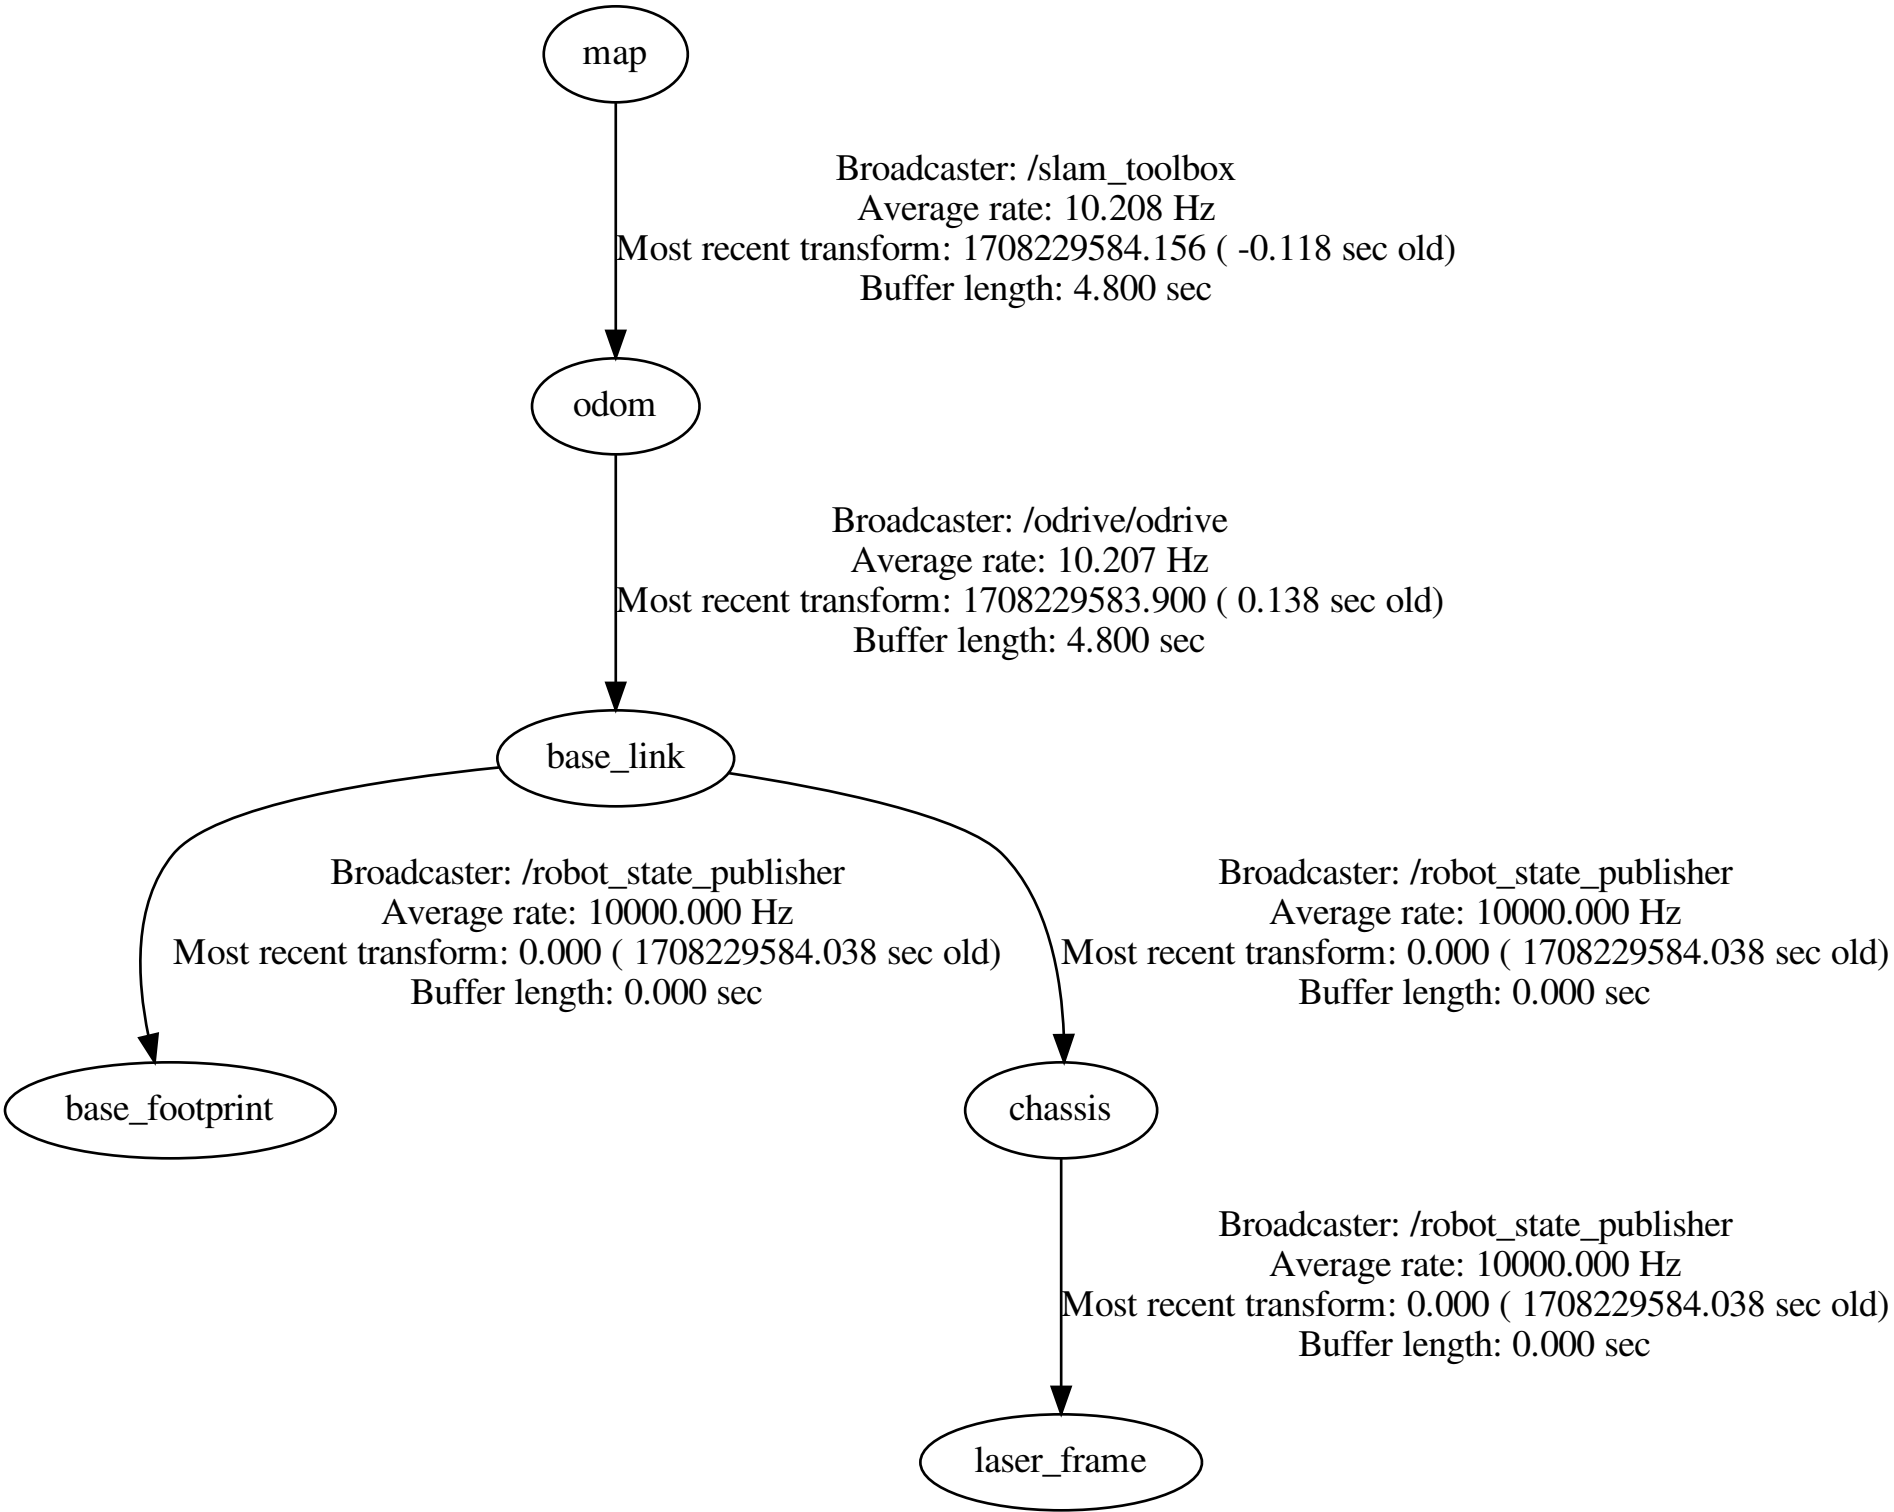 map
Broadcaster: /slam_toolbox
Average rate: 10.208 Hz
Most recent transform: 1708229584.156 ( -0.118 sec old)
Buffer length: 4.800 sec
odom
Broadcaster: /odrive/odrive
Average rate: 10.207 Hz
Most recent transform: 1708229583.900 ( 0.138 sec old)
Buffer length: 4.800 sec
base_link
Broadcaster: /robot_state_publisher
Average rate: 10000.000 Hz
Most recent transform: 0.000 ( 1708229584.038 sec old)
Buffer length: 0.000 sec
Broadcaster: /robot_state_publisher
Average rate: 10000.000 Hz
Most recent transform: 0.000 ( 1708229584.038 sec old)
Buffer length: 0.000 sec
base_footprint
chassis
Broadcaster: /robot_state_publisher
Average rate: 10000.000 Hz
Most recent transform: 0.000 ( 1708229584.038 sec old)
Buffer length: 0.000 sec
laser_frame